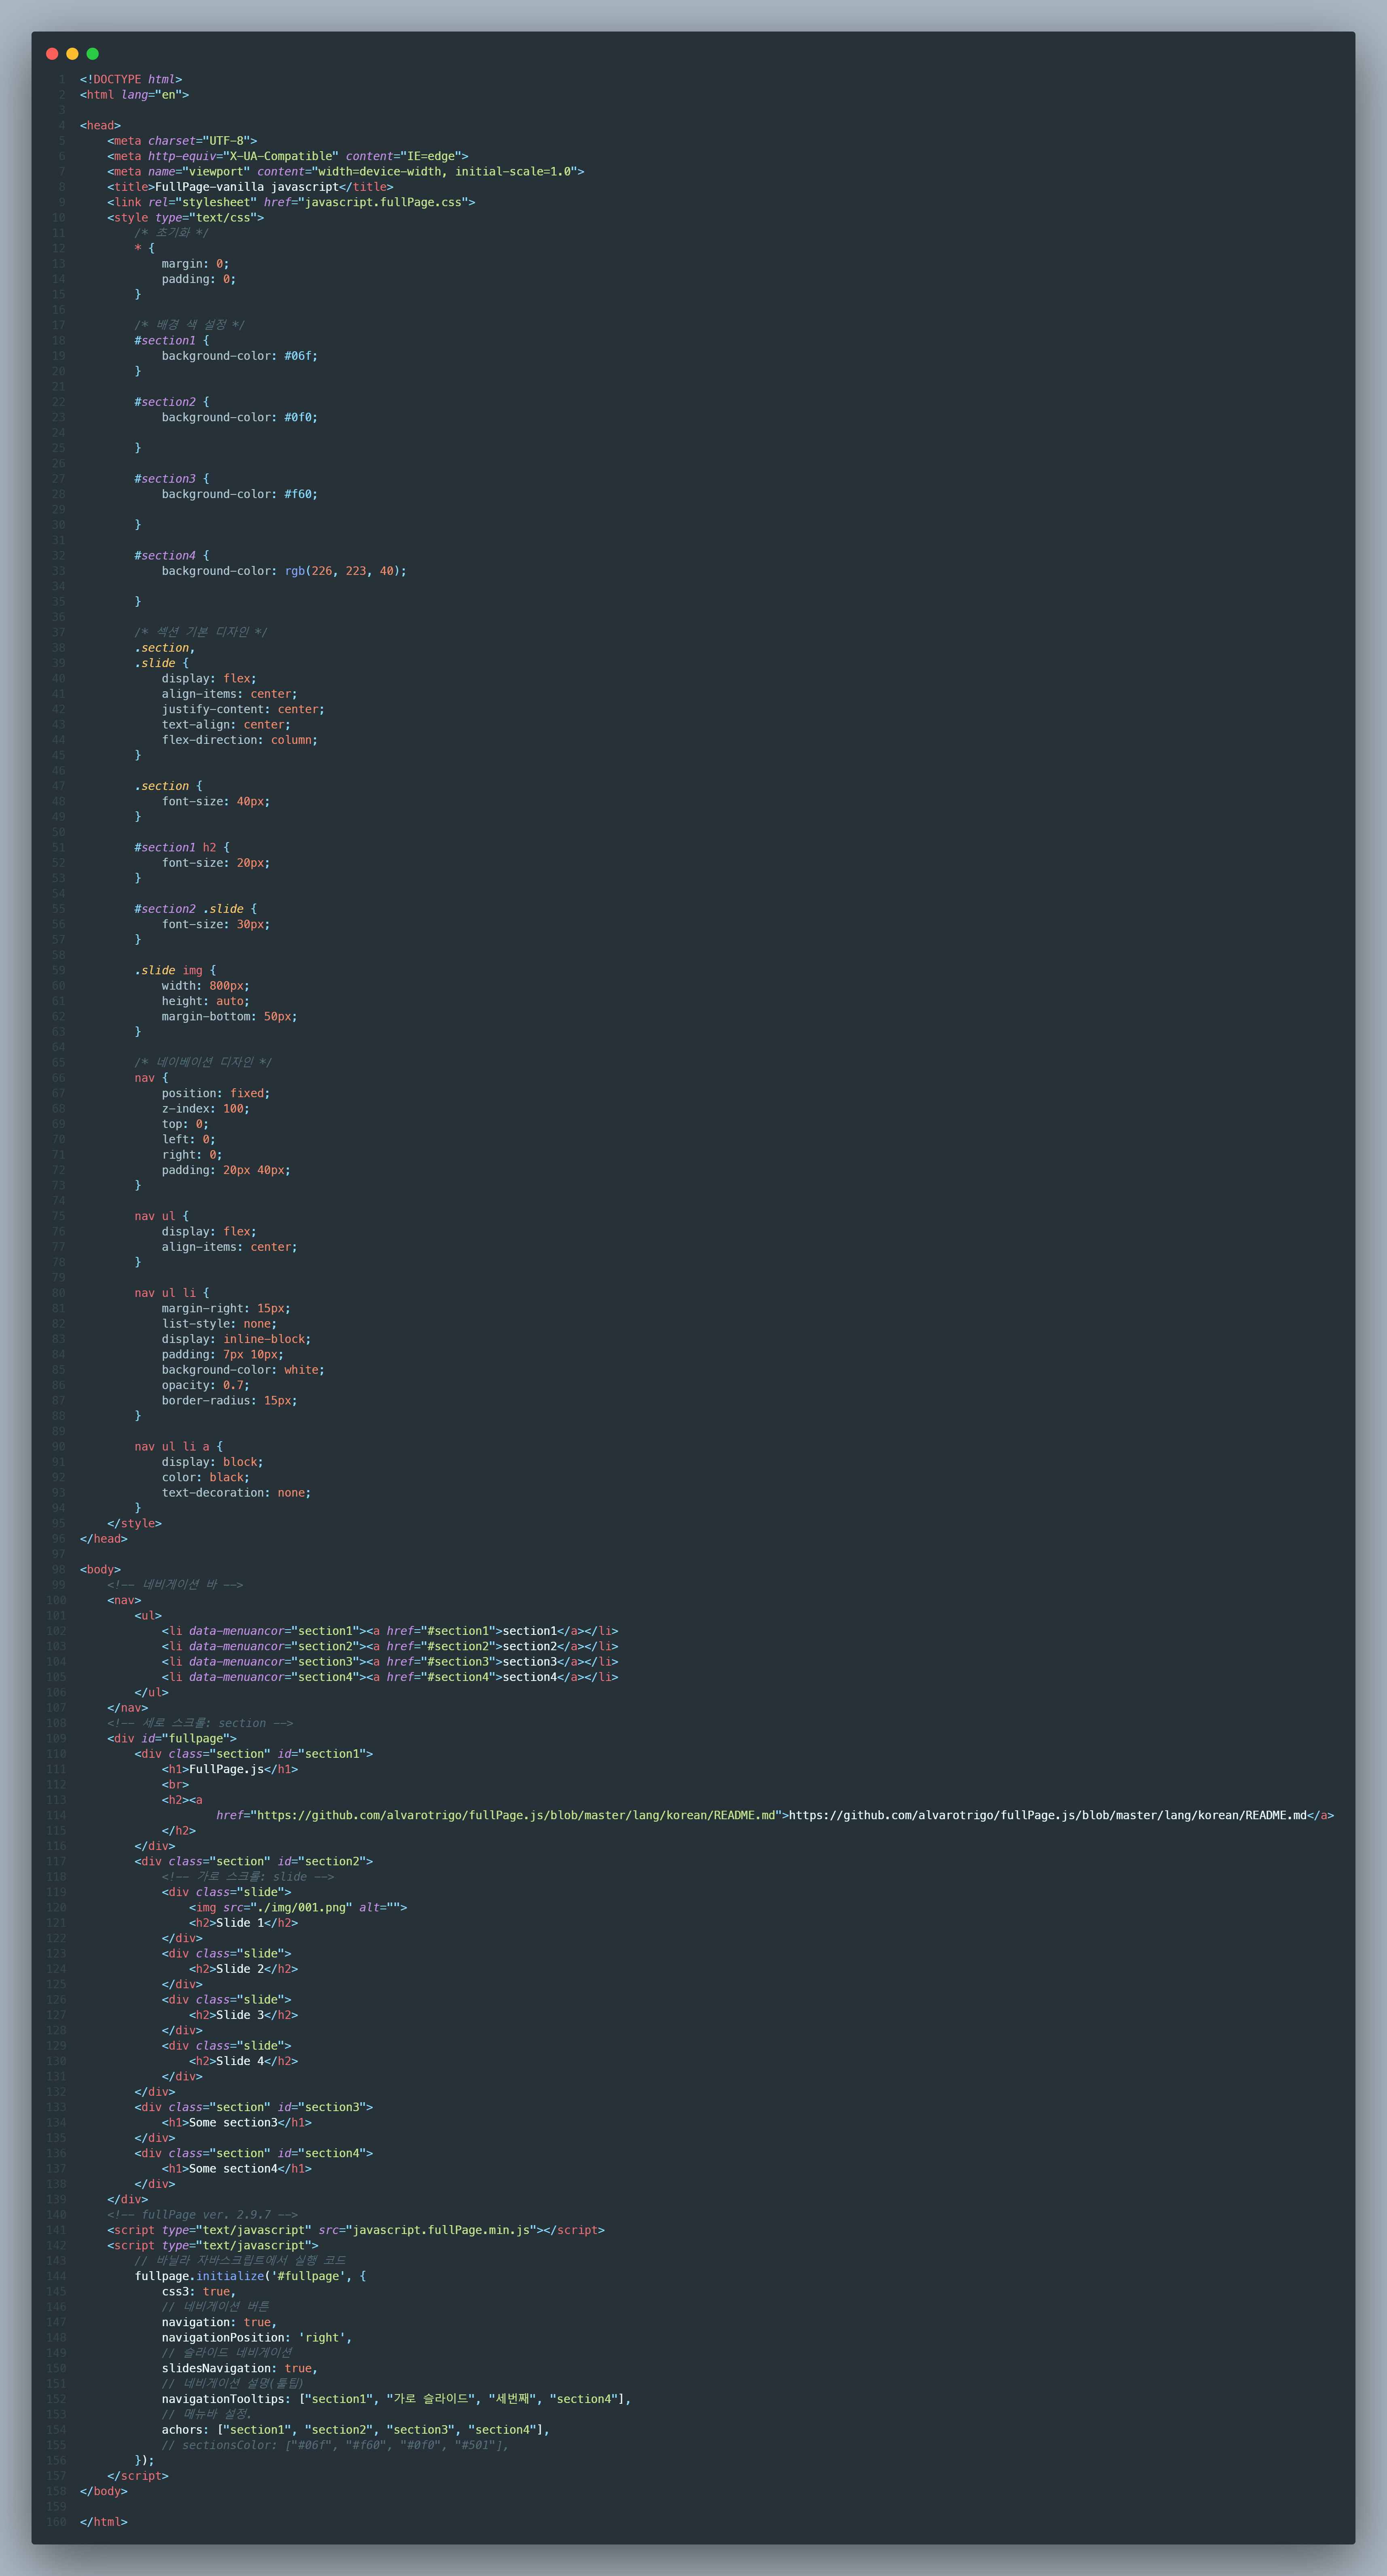 1 <!DOCTYPE html>
2 <html lang="en">
3
4 <head>
5     <meta charset="UTF-8">
6     <meta http-equiv="X-UA-Compatible" content="IE=edge">
7     <meta name="viewport" content="width=device-width, initial-scale=1.0">
8     <title>FullPage-vanilla javascript</title>
9     <link rel="stylesheet" href="javascript.fullPage.css">
10     <style type="text/css">
11         /* 초기화 */
12         * {
13             margin: 0;
14             padding: 0;
15         }
16
17         /* 배경 색 설정 */
18         #section1 {
19             background-color: #06f;
20         }
21
22         #section2 {
23             background-color: #0f0;
24
25         }
26
27         #section3 {
28             background-color: #f60;
29
30         }
31
32         #section4 {
33             background-color: rgb(226, 223, 40);
34
35         }
36
37         /* 섹션 기본 디자인 */
38         .section,
39         .slide {
40             display: flex;
41             align-items: center;
42             justify-content: center;
43             text-align: center;
44             flex-direction: column;
45         }
46
47         .section {
48             font-size: 40px;
49         }
50
51         #section1 h2 {
52             font-size: 20px;
53         }
54
55         #section2 .slide {
56             font-size: 30px;
57         }
58
59         .slide img {
60             width: 800px;
61             height: auto;
62             margin-bottom: 50px;
63         }
64
65         /* 네이베이션 디자인 */
66         nav {
67             position: fixed;
68             z-index: 100;
69             top: 0;
70             left: 0;
71             right: 0;
72             padding: 20px 40px;
73         }
74
75         nav ul {
76             display: flex;
77             align-items: center;
78         }
79
80         nav ul li {
81             margin-right: 15px;
82             list-style: none;
83             display: inline-block;
84             padding: 7px 10px;
85             background-color: white;
86             opacity: 0.7;
87             border-radius: 15px;
88         }
89
90         nav ul li a {
91             display: block;
92             color: black;
93             text-decoration: none;
94         }
95     </style>
96 </head>
97
98 <body>
99     <!-- 네비게이션 바 -->
100     <nav>
101         <ul>
102             <li data-menuancor="section1"><a href="#section1">section1</a></li>
103             <li data-menuancor="section2"><a href="#section2">section2</a></li>
104             <li data-menuancor="section3"><a href="#section3">section3</a></li>
105             <li data-menuancor="section4"><a href="#section4">section4</a></li>
106         </ul>
107     </nav>
108     <!-- 세로 스크롤: section -->
109     <div id="fullpage">
110         <div class="section" id="section1">
111             <h1>FullPage.js</h1>
112             <br>
113             <h2><a
114                     href="https://github.com/alvarotrigo/fullPage.js/blob/master/lang/korean/README.md">https://github.com/alvarotrigo/fullPage.js/blob/master/lang/korean/README.md</a>
115             </h2>
116         </div>
117         <div class="section" id="section2">
118             <!-- 가로 스크롤: slide -->
119             <div class="slide">
120                 <img src="./img/001.png" alt="">
121                 <h2>Slide 1</h2>
122             </div>
123             <div class="slide">
124                 <h2>Slide 2</h2>
125             </div>
126             <div class="slide">
127                 <h2>Slide 3</h2>
128             </div>
129             <div class="slide">
130                 <h2>Slide 4</h2>
131             </div>
132         </div>
133         <div class="section" id="section3">
134             <h1>Some section3</h1>
135         </div>
136         <div class="section" id="section4">
137             <h1>Some section4</h1>
138         </div>
139     </div>
140     <!-- fullPage ver. 2.9.7 -->
141     <script type="text/javascript" src="javascript.fullPage.min.js"></script>
142     <script type="text/javascript">
143         // 바닐라 자바스크립트에서 실행 코드
144         fullpage.initialize('#fullpage', {
145             css3: true,
146             // 네비게이션 버튼
147             navigation: true,
148             navigationPosition: 'right',
149             // 슬라이드 네비게이션
150             slidesNavigation: true,
151             // 네비게이션 설명(툴팁)
152             navigationTooltips: ["section1", "가로 슬라이드", "세번째", "section4"],
153             // 메뉴바 설정.
154             achors: ["section1", "section2", "section3", "section4"],
155             // sectionsColor: ["#06f", "#f60", "#0f0", "#501"],
156         });
157     </script>
158 </body>
159
160 </html>